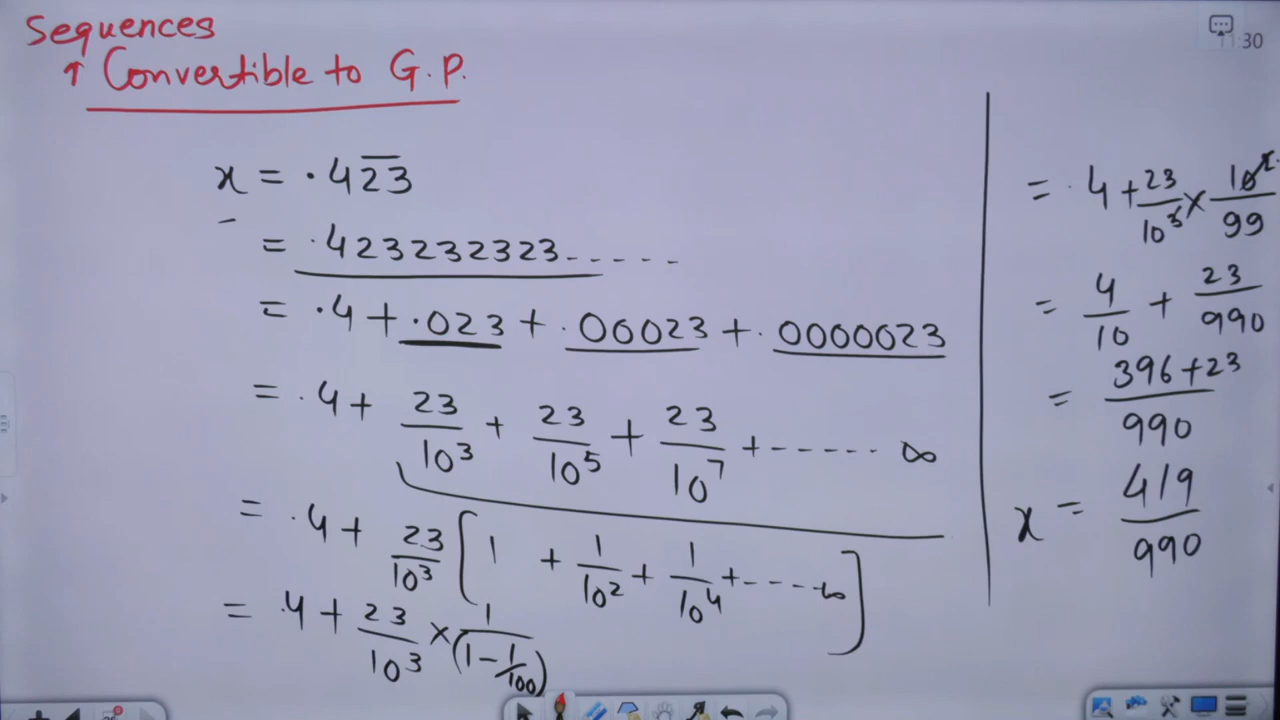 Sequences
↑ Convertible to G.P.
11:30
x = .42̅3̅
= .423232323......
= .4 + .023 + .00023 + .0000023
= .4 + 23/10³ + 23/10⁵ + 23/10⁷ + ------ ∞
= .4 + 23/10³ [ 1 + 1/10² + 1/10⁴ + ---- ∞ ]
= .4 + 23/10³ × 1/(1 - 1/100)
= .4 + 23/10³ × 10²/99
= 4/10 + 23/990
= 396+23/990
x = 419/990